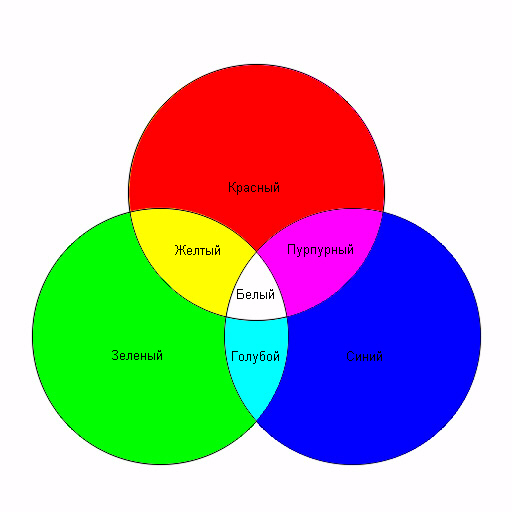 Красный
Желтый
Пурпурный
Белый
Зеленый
Голубой
Синий